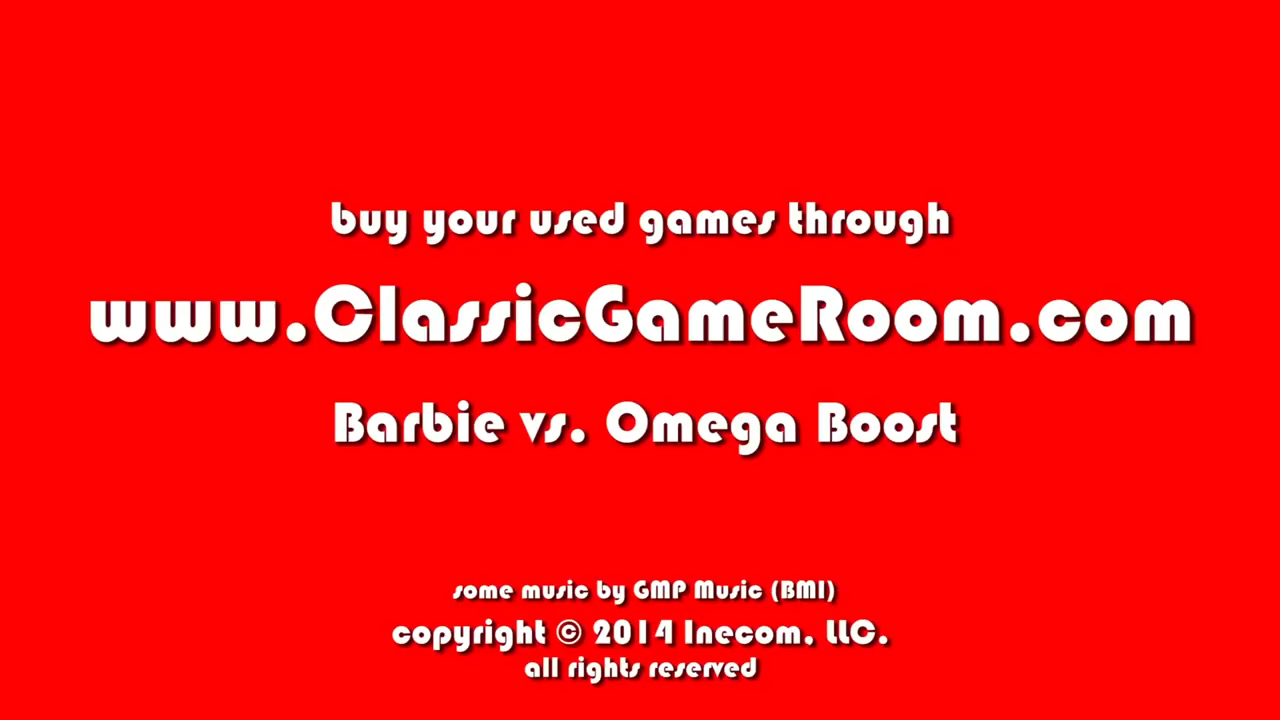 buy your used games through
www.ClassicGameRoom.com
Barbie vs. Omega Boost
some music by GMP Music (BMI)
copyright © 2014 Inecom, LLC.
all rights reserved